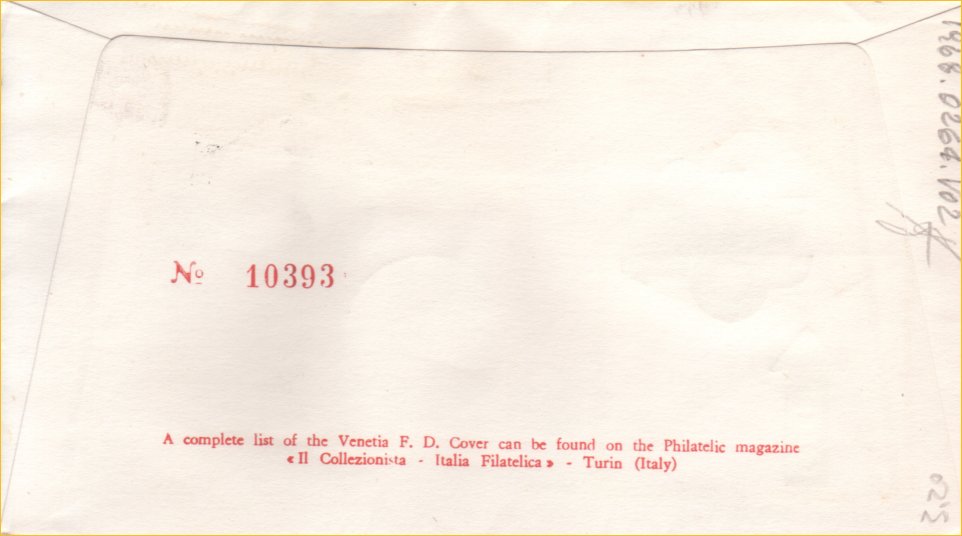 1968.0264.V02
Nº 10393
A complete list of the Venetia F. D. Cover can be found on the Philatelic magazine
« Il Collezionista - Italia Filatelica » - Turin (Italy)